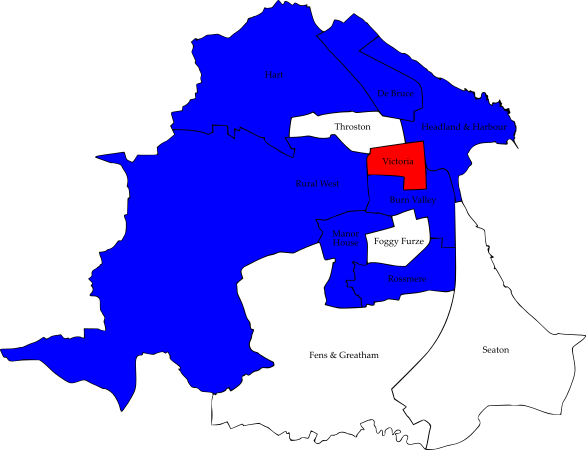 Hart
De Bruce
Headland & Harbour
Throston
Victoria
Rural West
Burn Valley
Manor
House
Foggy Furze
Rossmere
Fens & Greatham
Seaton